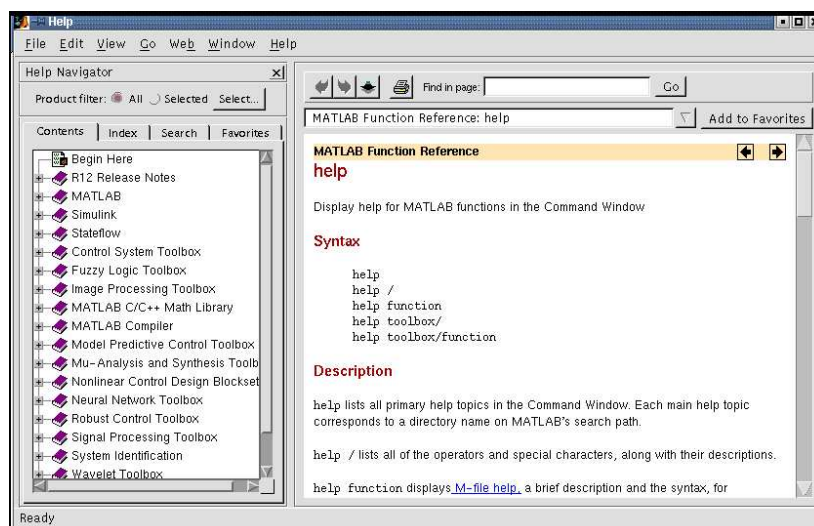 Help
File Edit View Go Web Window Help
Help Navigator
Product filter: All Selected Select...
Contents Index Search Favorites
Begin Here
R12 Release Notes
MATLAB
Simulink
Stateflow
Control System Toolbox
Fuzzy Logic Toolbox
Image Processing Toolbox
MATLAB C/C++ Math Library
MATLAB Compiler
Model Predictive Control Toolbox
Mu-Analysis and Synthesis Toolb
Nonlinear Control Design Blockset
Neural Network Toolbox
Robust Control Toolbox
Signal Processing Toolbox
System Identification
Wavelet Toolbox
Find in page: Go
MATLAB Function Reference: help Add to Favorites
MATLAB Function Reference
help
Display help for MATLAB functions in the Command Window
Syntax
help
help /
help function
help toolbox/
help toolbox/function
Description
help lists all primary help topics in the Command Window. Each main help topic
corresponds to a directory name on MATLAB's search path.
help / lists all of the operators and special characters, along with their descriptions.
help function displays M-file help, a brief description and the syntax, for
Ready